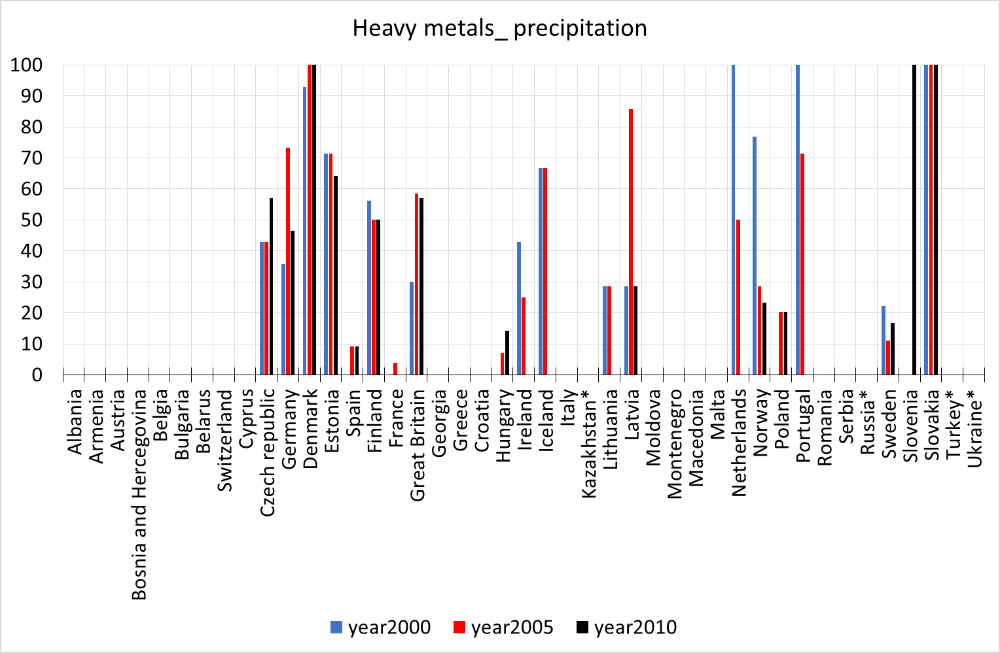 Heavy metals_ precipitation
100
90
80
70
60
50
40
30
20
10
0
Albania
Armenia
Austria
Bosnia and Hercegovina
Belgia
Bulgaria
Belarus
Switzerland
Cyprus
Czech republic
Germany
Denmark
Estonia
Spain
Finland
France
Great Britain
Georgia
Greece
Croatia
Hungary
Ireland
Iceland
Italy
Kazakhstan*
Lithuania
Latvia
Moldova
Montenegro
Macedonia
Malta
Netherlands
Norway
Poland
Portugal
Romania
Serbia
Russia*
Sweden
Slovenia
Slovakia
Turkey*
Ukraine*
year2000 year2005 year2010